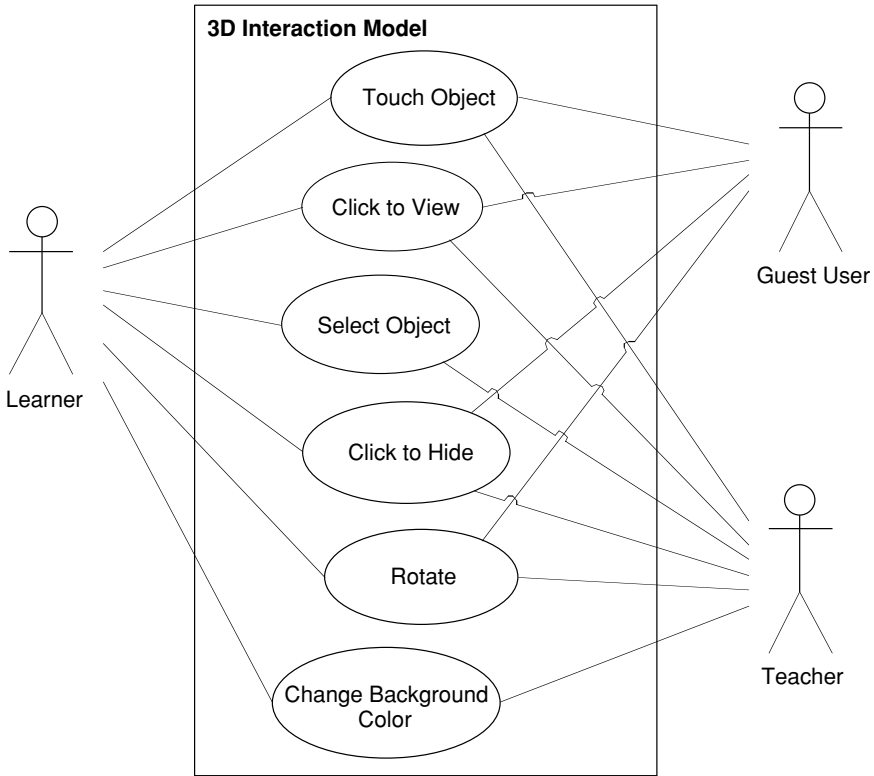 3D Interaction Model
Touch Object
Click to View
Guest User
Select Object
Learner
Click to Hide
Rotate
Teacher
Change Background
Color